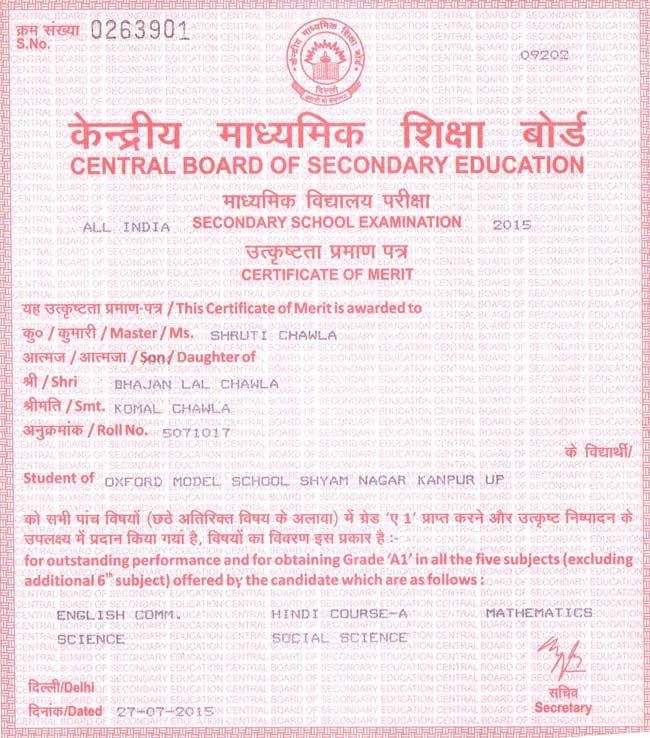 क्रम संख्या 0263901
S.No.
09202
केन्द्रीय माध्यमिक शिक्षा बोर्ड
दिल्ली
केन्द्रीय माध्यमिक शिक्षा बोर्ड
CENTRAL BOARD OF SECONDARY EDUCATION
माध्यमिक विद्यालय परीक्षा
ALL INDIA SECONDARY SCHOOL EXAMINATION 2015
उत्कृष्टता प्रमाण पत्र
CERTIFICATE OF MERIT
यह उत्कृष्टता प्रमाण-पत्र / This Certificate of Merit is awarded to
कु० / कुमारी / Master / Ms. SHRUTI CHAWLA
आत्मज / आत्मजा / Son / Daughter of
श्री / Shri BHAJAN LAL CHAWLA
श्रीमति / Smt. KOMAL CHAWLA
अनुक्रमांक / Roll No. 5071017
के विद्यार्थी/
Student of OXFORD MODEL SCHOOL SHYAM NAGAR KANPUR UP
को सभी पांच विषयों (छठे अतिरिक्त विषय के अलावा) में ग्रेड ‘ए 1’ प्राप्त करने और उत्कृष्ट निष्पादन के
उपलक्ष्य में प्रदान किया गया है, विषयों का विवरण इस प्रकार है :-
for outstanding performance and for obtaining Grade ‘A1’ in all the five subjects (excluding
additional 6th subject) offered by the candidate which are as follows :
ENGLISH COMM. HINDI COURSE-A MATHEMATICS
SCIENCE SOCIAL SCIENCE
दिल्ली/Delhi
सचिव
दिनांक/Dated 27-07-2015
Secretary